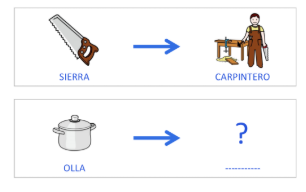 SIERRA
CARPINTERO
?
OLLA
-----------